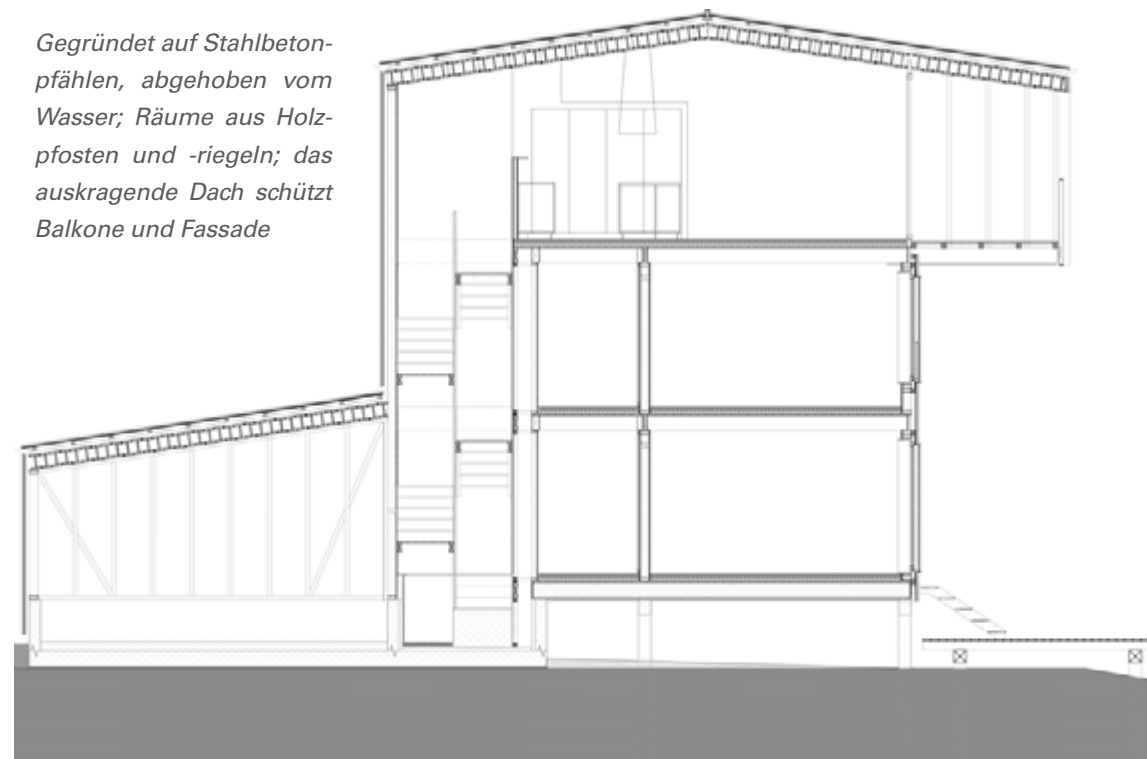 Gegründet auf Stahlbeton-
pfählen, abgehoben vom
Wasser; Räume aus Holz-
pfosten und -riegeln; das
auskragende Dach schützt
Balkone und Fassade